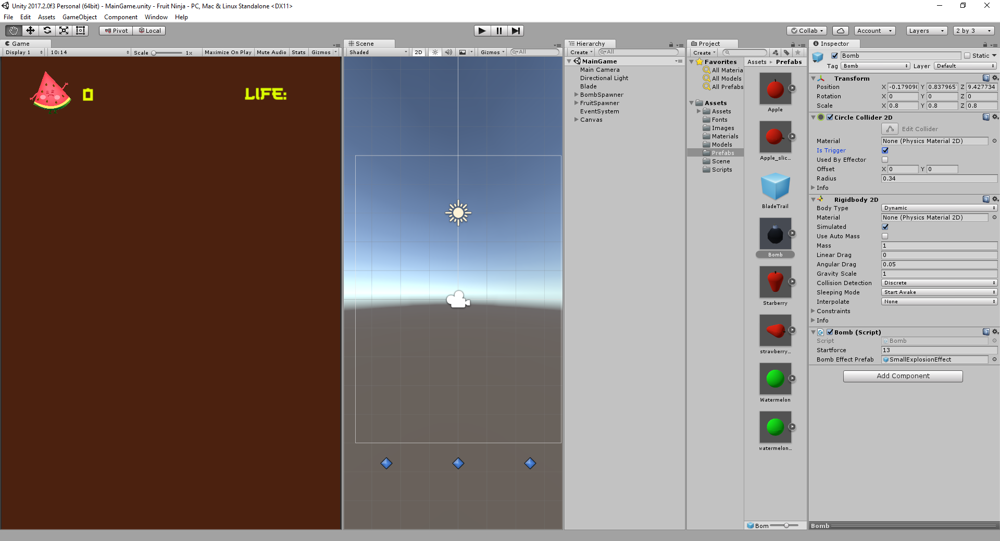 Unity 2017.2.0f3 Personal (64bit) - MainGame.unity - Fruit Ninja - PC, Mac & Linux Standalone <DX11>
File Edit Assets GameObject Component Window Help
Pivot Local Collab Account Layers 2 by 3
Game
Display 1 10:14 Scale 1x Maximize On Play Mute Audio Stats Gizmos
0 LIFE:
Scene
Shaded 2D Gizmos All
Hierarchy
Create All
MainGame
Main Camera
Directional Light
Blade
BombSpawner
FruitSpawner
EventSystem
Canvas
Project
Create
Favorites
All Materia
All Models
All Prefabs
Assets
Assets
Fonts
Images
Materials
Models
Prefabs
Scene
Scripts
Assets Prefabs
Apple
Apple_slic...
BladeTrail
Bomb
Starberry
strawberry...
Watermelon
watermelon...
Bom
Inspector
Bomb Static
Tag Bomb Layer Default
Transform
Position X -0.17909( Y 0.837965 Z 9.427734
Rotation X 0 Y 0 Z 0
Scale X 0.8 Y 0.8 Z 0.8
Circle Collider 2D
Edit Collider
Material None (Physics Material 2D)
Is Trigger
Used By Effector
Offset X 0 Y 0
Radius 0.34
Info
Rigidbody 2D
Body Type Dynamic
Material None (Physics Material 2D)
Simulated
Use Auto Mass
Mass 1
Linear Drag 0
Angular Drag 0.05
Gravity Scale 1
Collision Detection Discrete
Sleeping Mode Start Awake
Interpolate None
Constraints
Info
Bomb (Script)
Script Bomb
Startforce 13
Bomb Effect Prefab SmallExplosionEffect
Add Component
Bomb